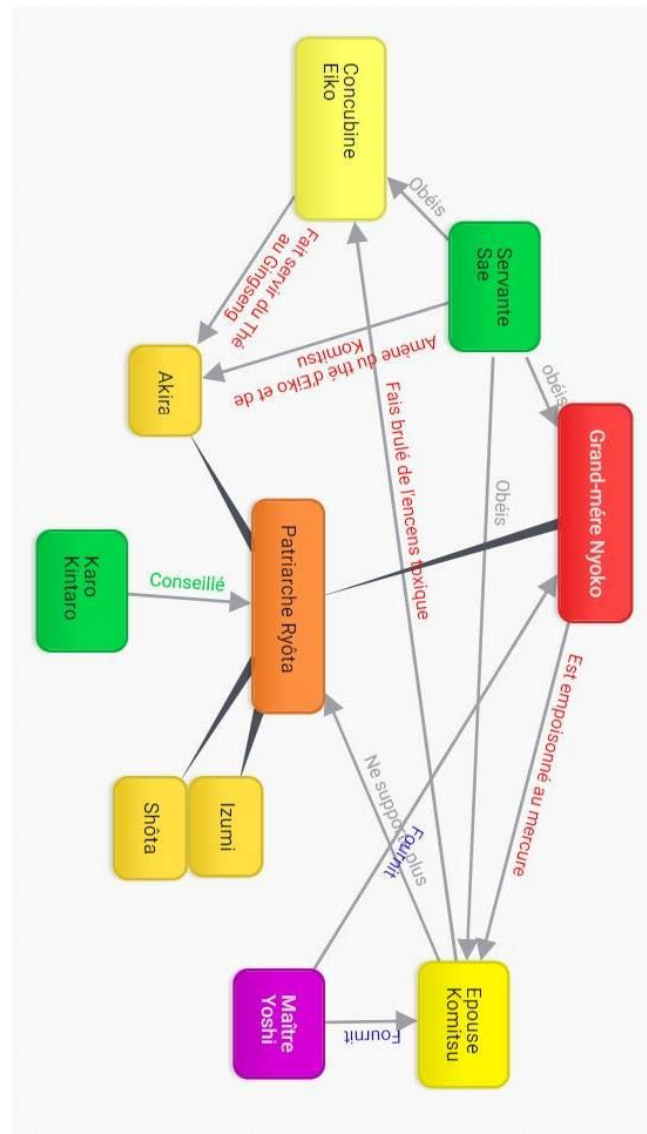 Grand-mére Nyoko
obéis
Est empoisonné au mercure
Servante
Sae
Obéis
Obéis
Epouse
Komitsu
Fais brulé de l'encens toxique
Ne supporte plus
Fournit
Fournit
Concubine
Eiko
Amène du thé d'Eiko et de
Komitsu
Fait servir du Thé
au Gingseng
Patriarche Ryôta
Maître
Yoshi
Akira
Conseillé
Izumi
Shôta
Karo
Kintaro